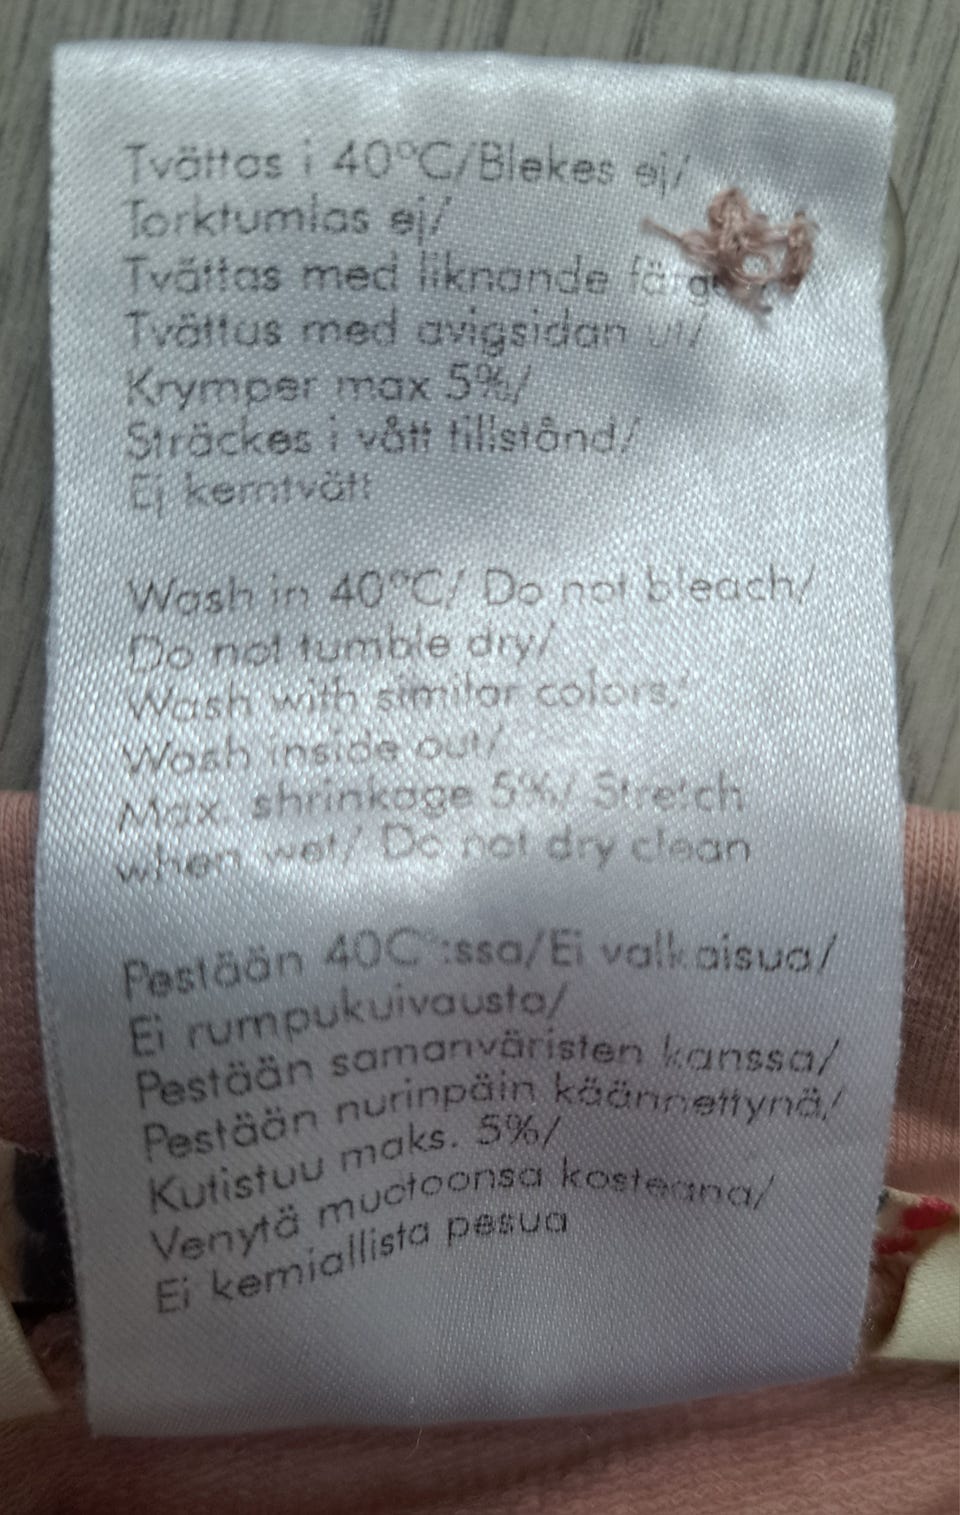 Tvättas i 40°C/Blekes ej/
Torktumlas ej/
Tvättas med liknande
Tvättas med avigsidan ut/
Krymper max 5%/
Sträckes i vått tillstånd/
Ej kemtvätt
Wash in 40°C/ Do not bleach/
Do not tumble dry/
Wash with similar colors/
Wash inside out/
Max. shrinkage 5%/ Stretch
when wet/ Do not dry clean
Pestään 40C°:ssa/Ei valkaisua/
Ei rumpukuivausta/
Pestään samanväristen kanssa/
Pestään nurinpäin käännettynä/
Kutistuu maks. 5%/
Venytä muotoonsa kosteana/
Ei kemiallista pesua